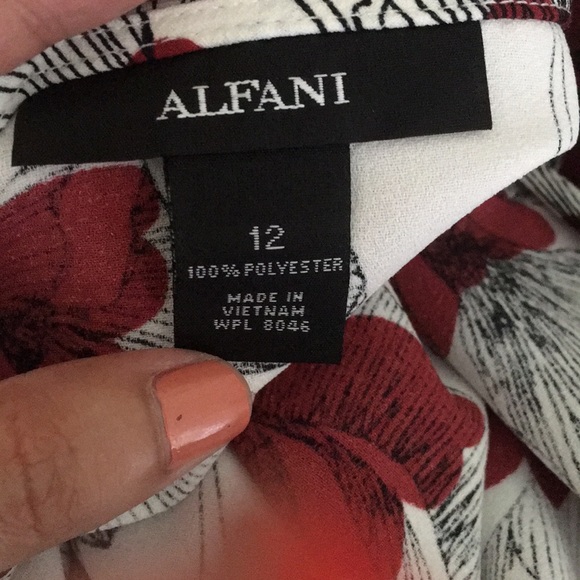 ALFANI
12
100% POLYESTER
MADE IN
VIETNAM
WPL 8046